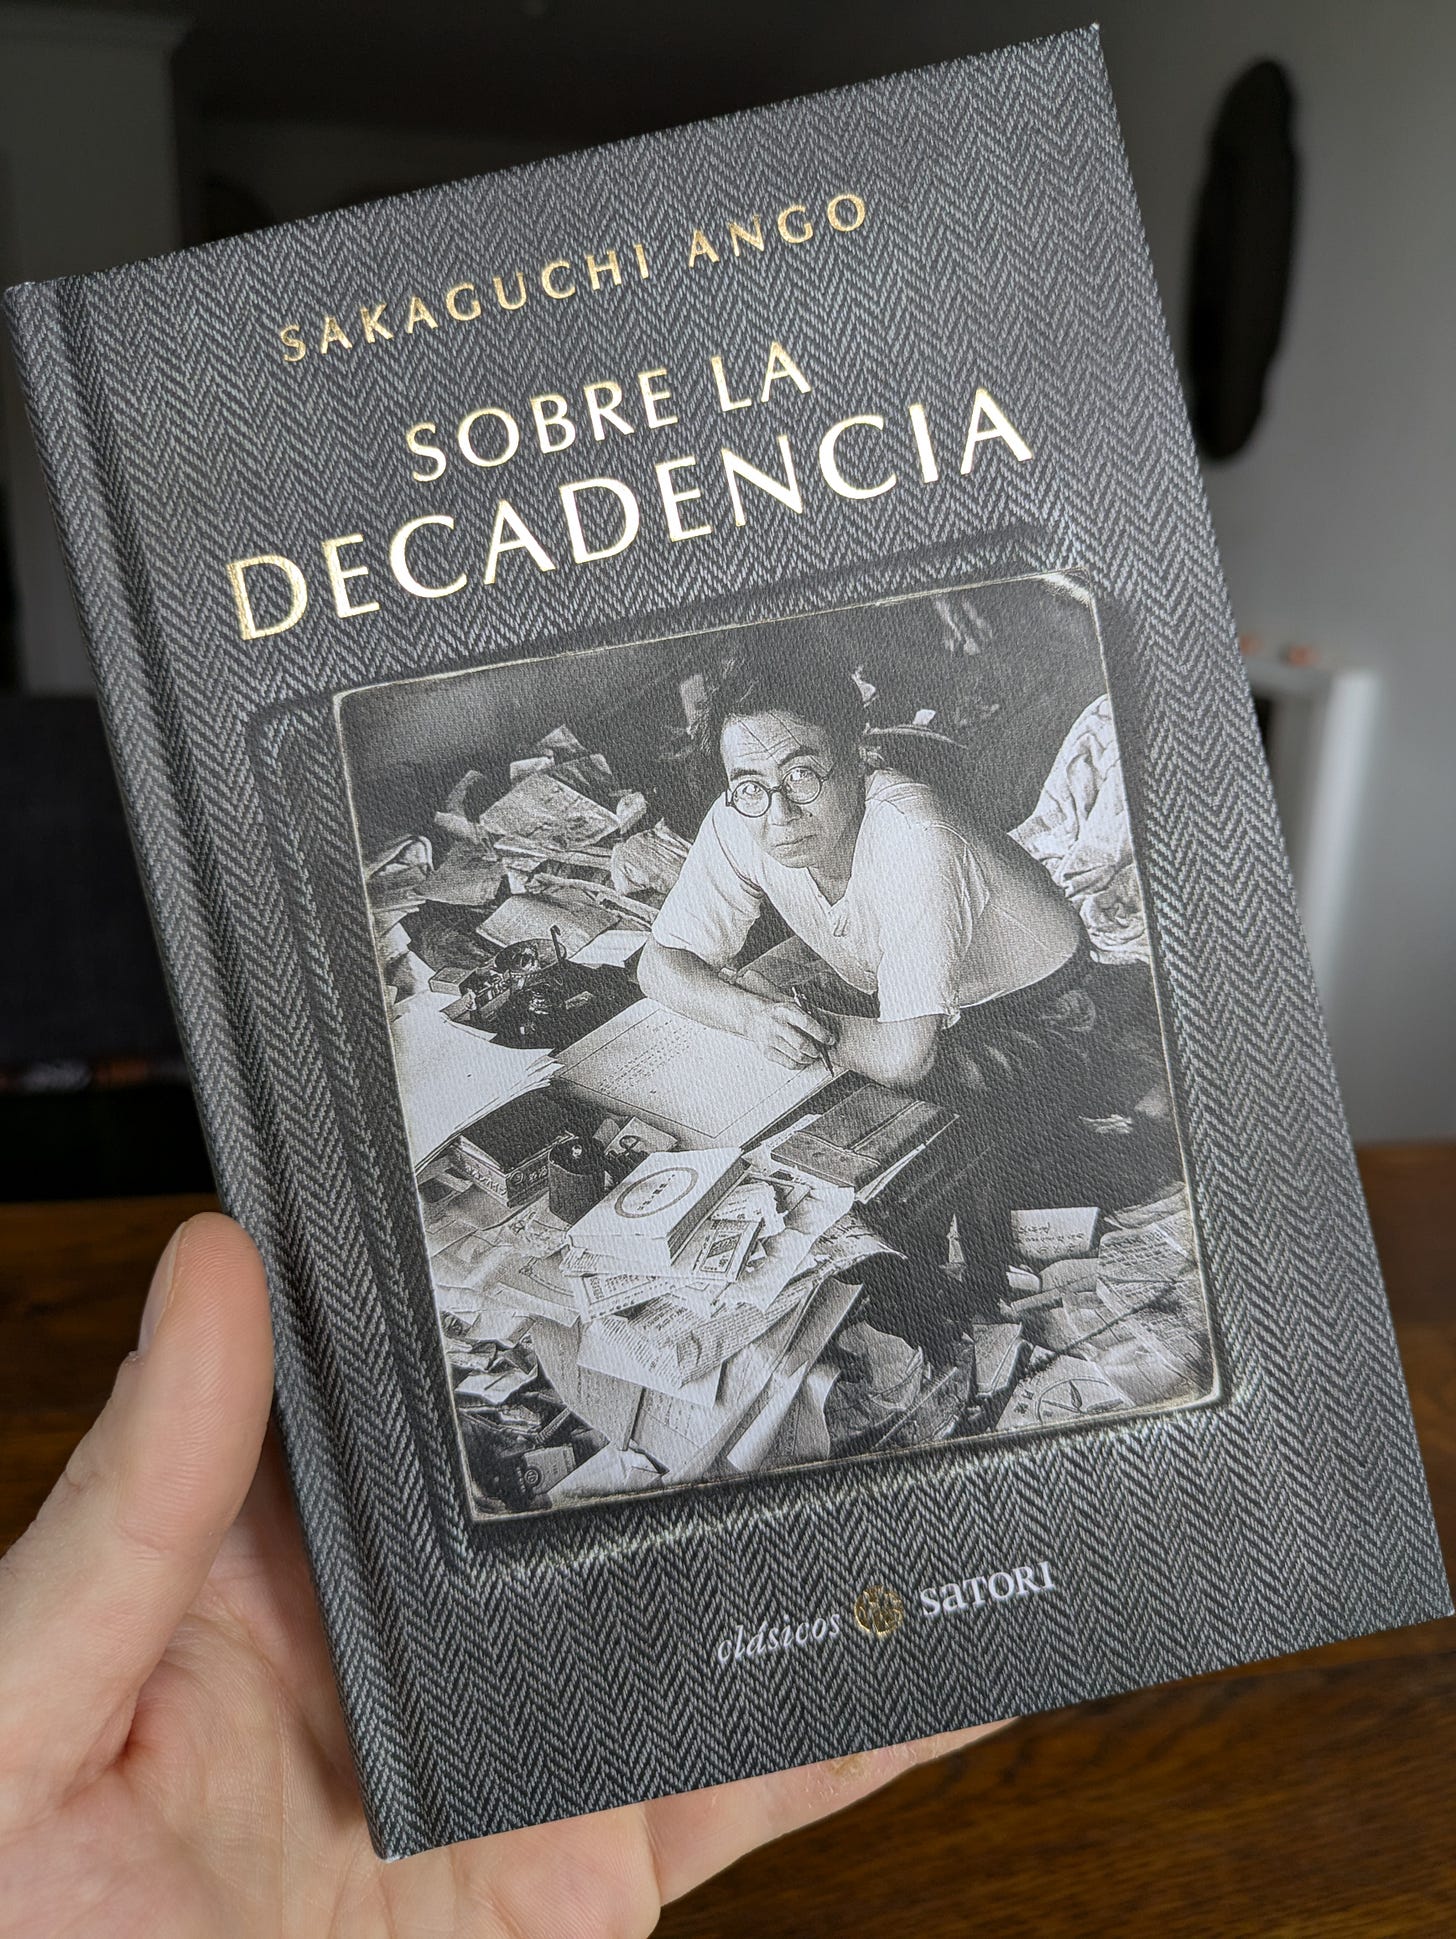 SAKAGUCHI ANGO
SOBRE LA
DECADENCIA
clásicos satori